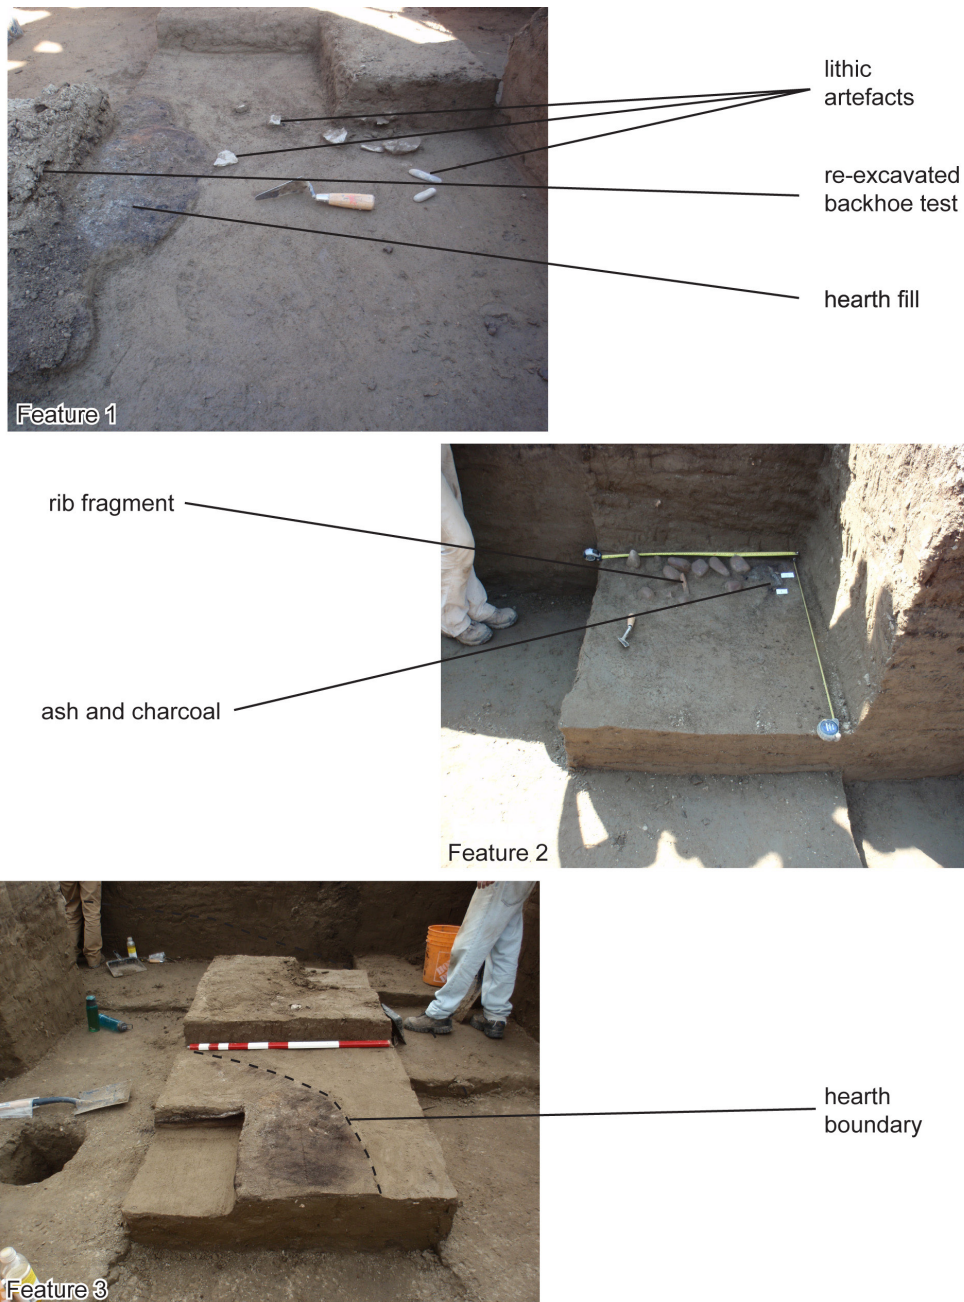 lithic
artefacts
re-excavated
backhoe test
hearth fill
Feature 1
rib fragment
ash and charcoal
Feature 2
hearth
boundary
Feature 3